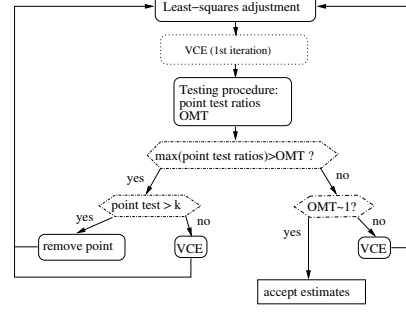 Least−squares adjustment
VCE (1st iteration)
Testing procedure:
point test ratios
OMT
max(point test ratios)>OMT ?
yes
no
point test > k
OMT~1?
yes
no
yes
no
remove point
VCE
VCE
accept estimates